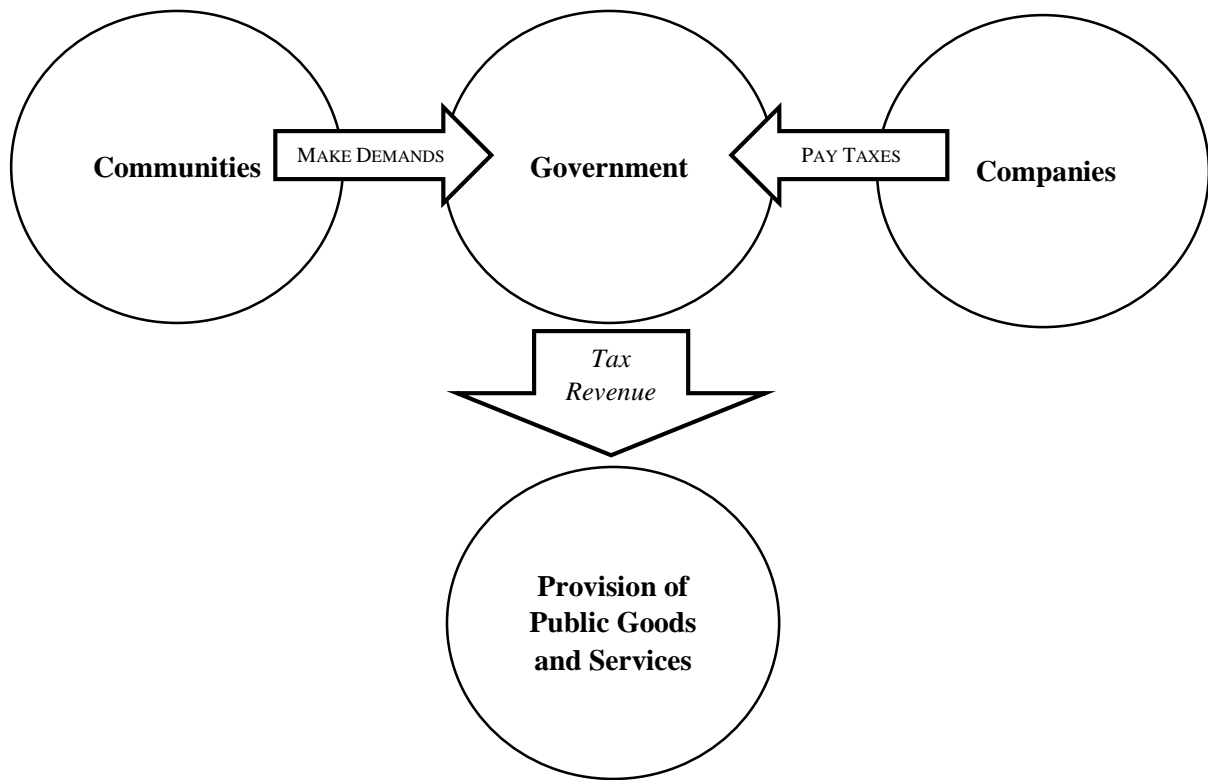 Communities
MAKE DEMANDS
Government
PAY TAXES
Companies
Tax
Revenue
Provision of
Public Goods
and Services